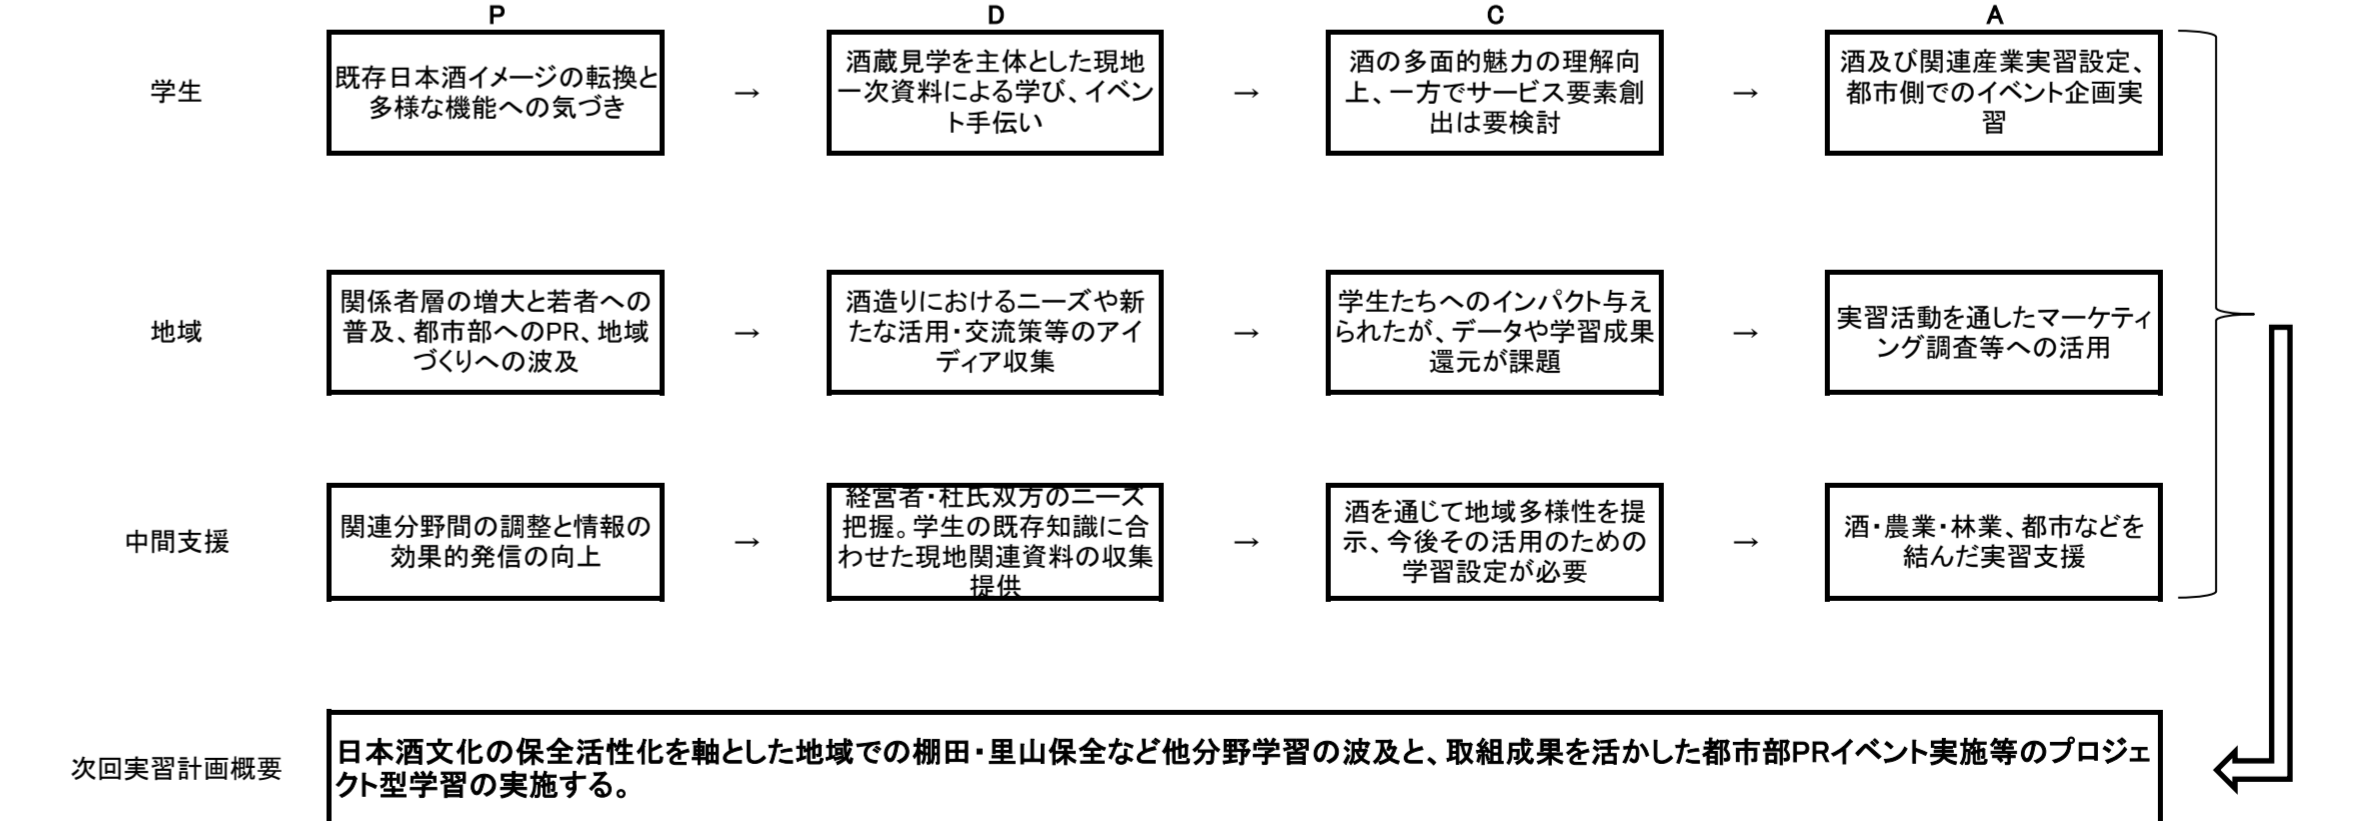 P
D
C
A
学生
既存日本酒イメージの転換と
多様な機能への気づき
→
酒蔵見学を主体とした現地
一次資料による学び、イベン
ト手伝い
→
酒の多面的魅力の理解向
上、一方でサービス要素創
出は要検討
→
酒及び関連産業実習設定、
都市側でのイベント企画実
習
地域
関係者層の増大と若者への
普及、都市部へのPR、地域
づくりへの波及
→
酒造りにおけるニーズや新
たな活用・交流策等のアイ
ディア収集
→
学生たちへのインパクト与え
られたが、データや学習成果
還元が課題
→
実習活動を通したマーケティ
ング調査等への活用
中間支援
関連分野間の調整と情報の
効果的発信の向上
→
経営者・杜氏双方のニーズ
把握。学生の既存知識に合
わせた現地関連資料の収集
提供
→
酒を通じて地域多様性を提
示、今後その活用のための
学習設定が必要
→
酒・農業・林業、都市などを
結んだ実習支援
次回実習計画概要
日本酒文化の保全活性化を軸とした地域での棚田・里山保全など他分野学習の波及と、取組成果を活かした都市部PRイベント実施等のプロジェ
クト型学習の実施する。